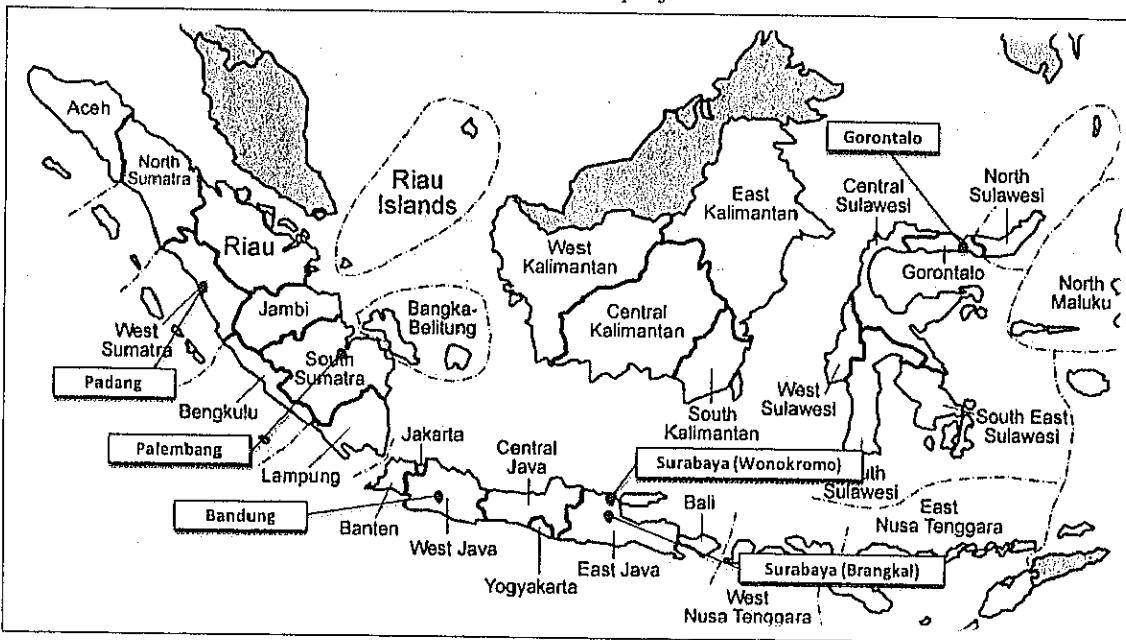 Aceh
North
Sumatra
Riau
Islands
Riau
West
Sumatra
Jambi
Bangka-
Belitung
South
Sumatra
Padang
Bengkulu
Palembang
Lampung
Jakarta
Bandung
Banten
West Java
Central
Java
Yogyakarta
East Java
Surabaya (Wonokromo)
Bali
Surabaya (Brangkal)
West
Nusa Tenggara
East
Nusa Tenggara
West
Kalimantan
Central
Kalimantan
East
Kalimantan
South
Kalimantan
Gorontalo
Central
Sulawesi
North
Sulawesi
Gorontalo
North
Maluku
West
Sulawesi
South East
Sulawesi
uth
Sulawesi